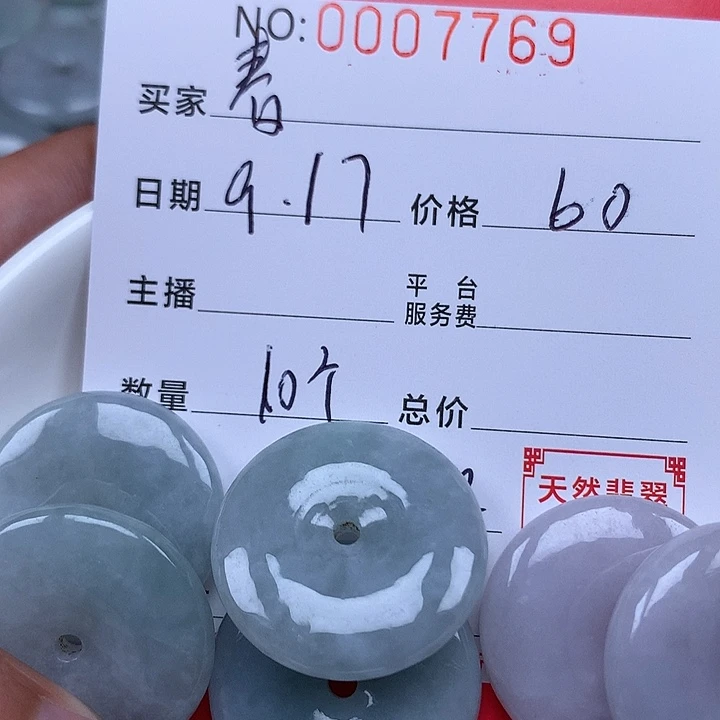 NO: 0007769
买家 春
日期 9.17 价格 60
主播 平台服务费
数量 10个 总价
天然翡翠